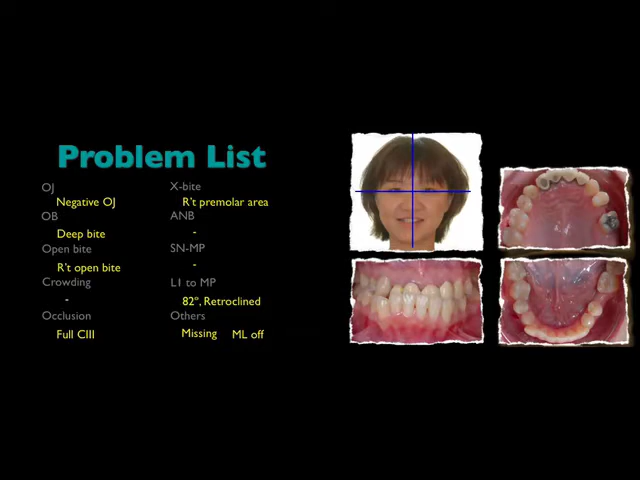 Problem List
OJ
Negative OJ
OB
Deep bite
Open bite
R't open bite
Crowding
-
Occlusion
Full CIII
X-bite
R't premolar area
ANB
-
SN-MP
-
L1 to MP
82º, Retroclined
Others
Missing ML off